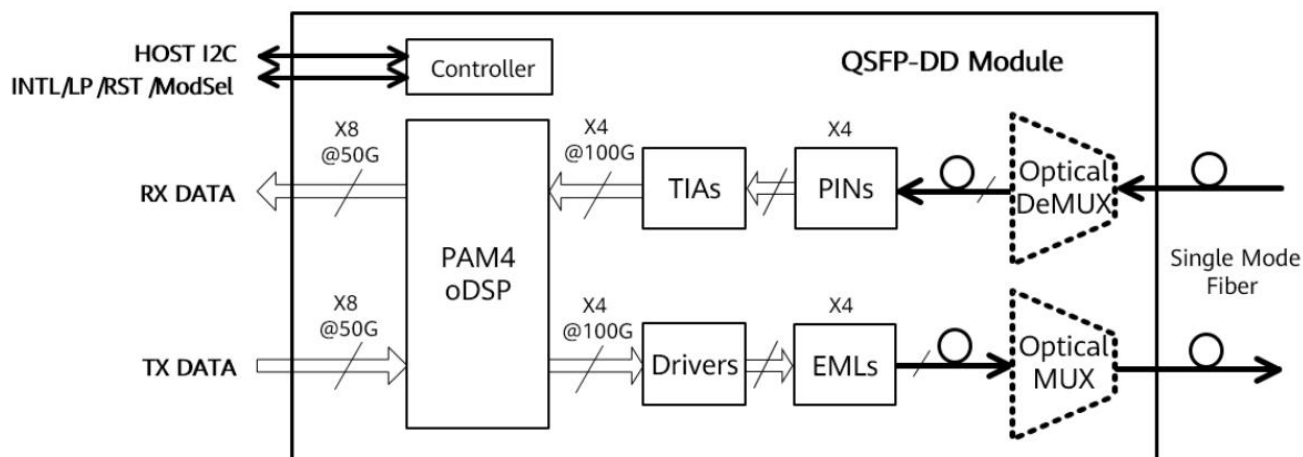 HOST I2C
INTL/LP/RST/ModSel
Controller
QSFP-DD Module
X8
@50G
X4
@100G
X4
RX DATA
TIAs
PINs
Optical
DeMUX
PAM4
oDSP
Single Mode
Fiber
X8
@50G
X4
@100G
X4
TX DATA
Drivers
EMLs
Optical
MUX